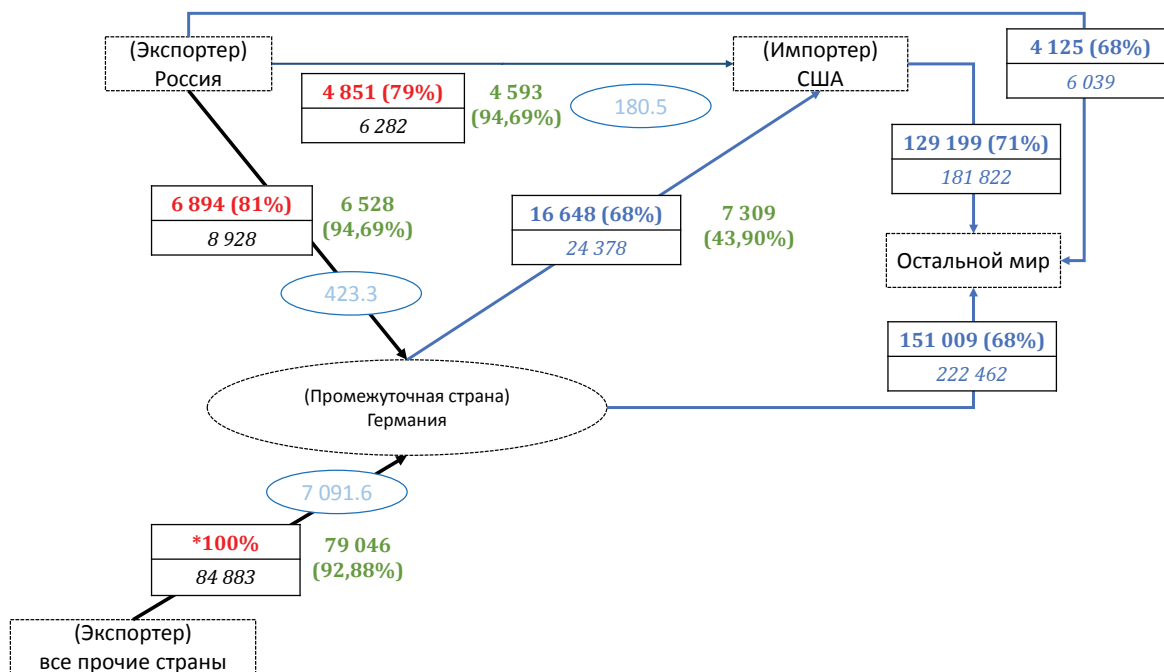 (Экспортер)
Россия
(Импортер)
США
4 125 (68%)
6 039
4 851 (79%)
6 282
4 593
(94,69%)
180.5
129 199 (71%)
181 822
6 894 (81%)
8 928
6 528
(94,69%)
16 648 (68%)
24 378
7 309
(43,90%)
Остальной мир
423.3
151 009 (68%)
222 462
(Промежуточная страна)
Германия
7 091.6
*100%
84 883
79 046
(92,88%)
(Экспортер)
все прочие страны